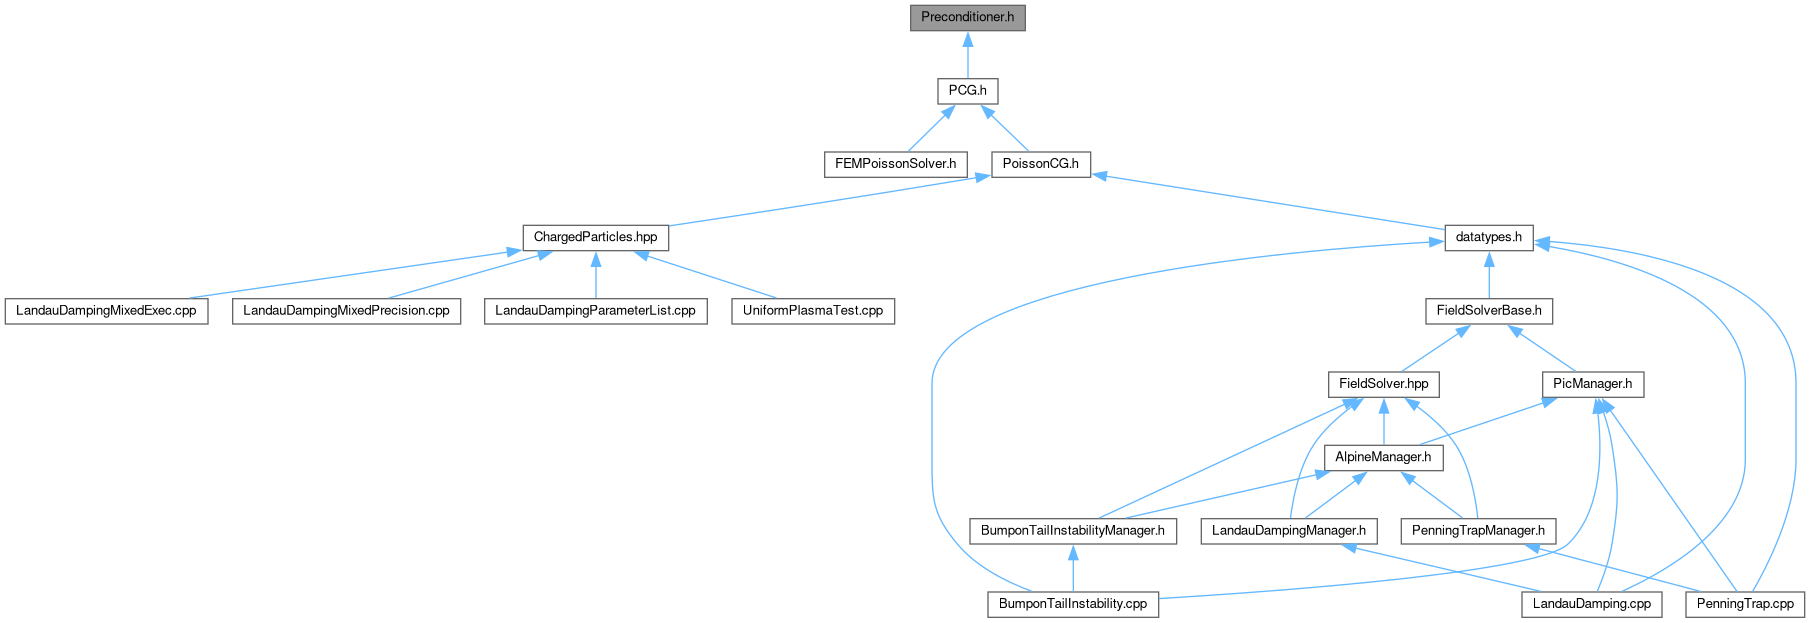 Preconditioner.h
PCG.h
FEMPoissonSolver.h
PoissonCG.h
ChargedParticles.hpp
datatypes.h
LandauDampingMixedExec.cpp
LandauDampingMixedPrecision.cpp
LandauDampingParameterList.cpp
UniformPlasmaTest.cpp
FieldSolverBase.h
FieldSolver.hpp
PicManager.h
AlpineManager.h
BumponTailInstabilityManager.h
LandauDampingManager.h
PenningTrapManager.h
BumponTailInstability.cpp
LandauDamping.cpp
PenningTrap.cpp